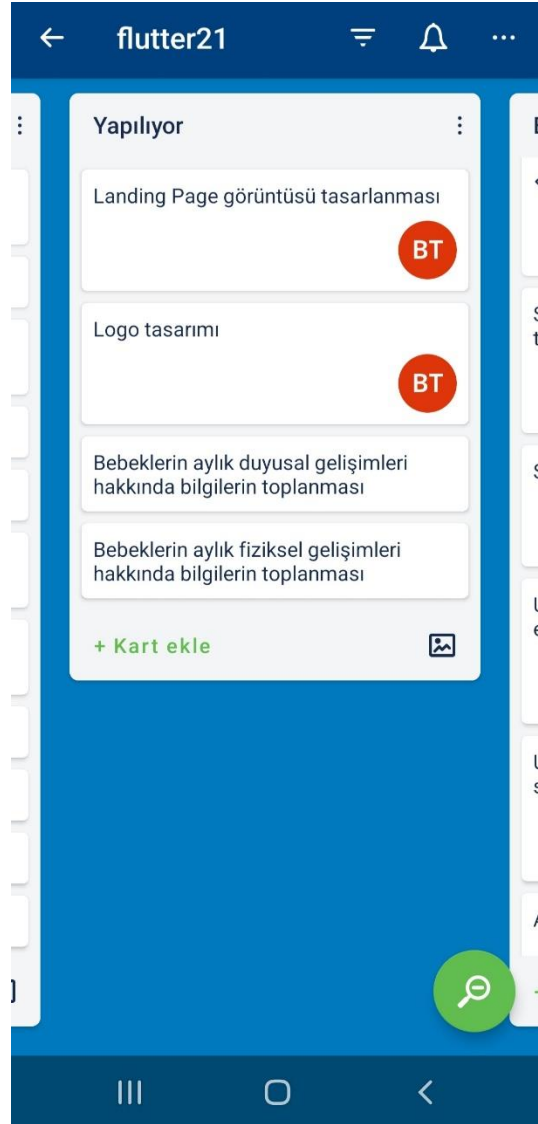 flutter21
Yapılıyor
Landing Page görüntüsü tasarlanması
BT
Logo tasarımı
BT
Bebeklerin aylık duyusal gelişimleri
hakkında bilgilerin toplanması
Bebeklerin aylık fiziksel gelişimleri
hakkında bilgilerin toplanması
+ Kart ekle